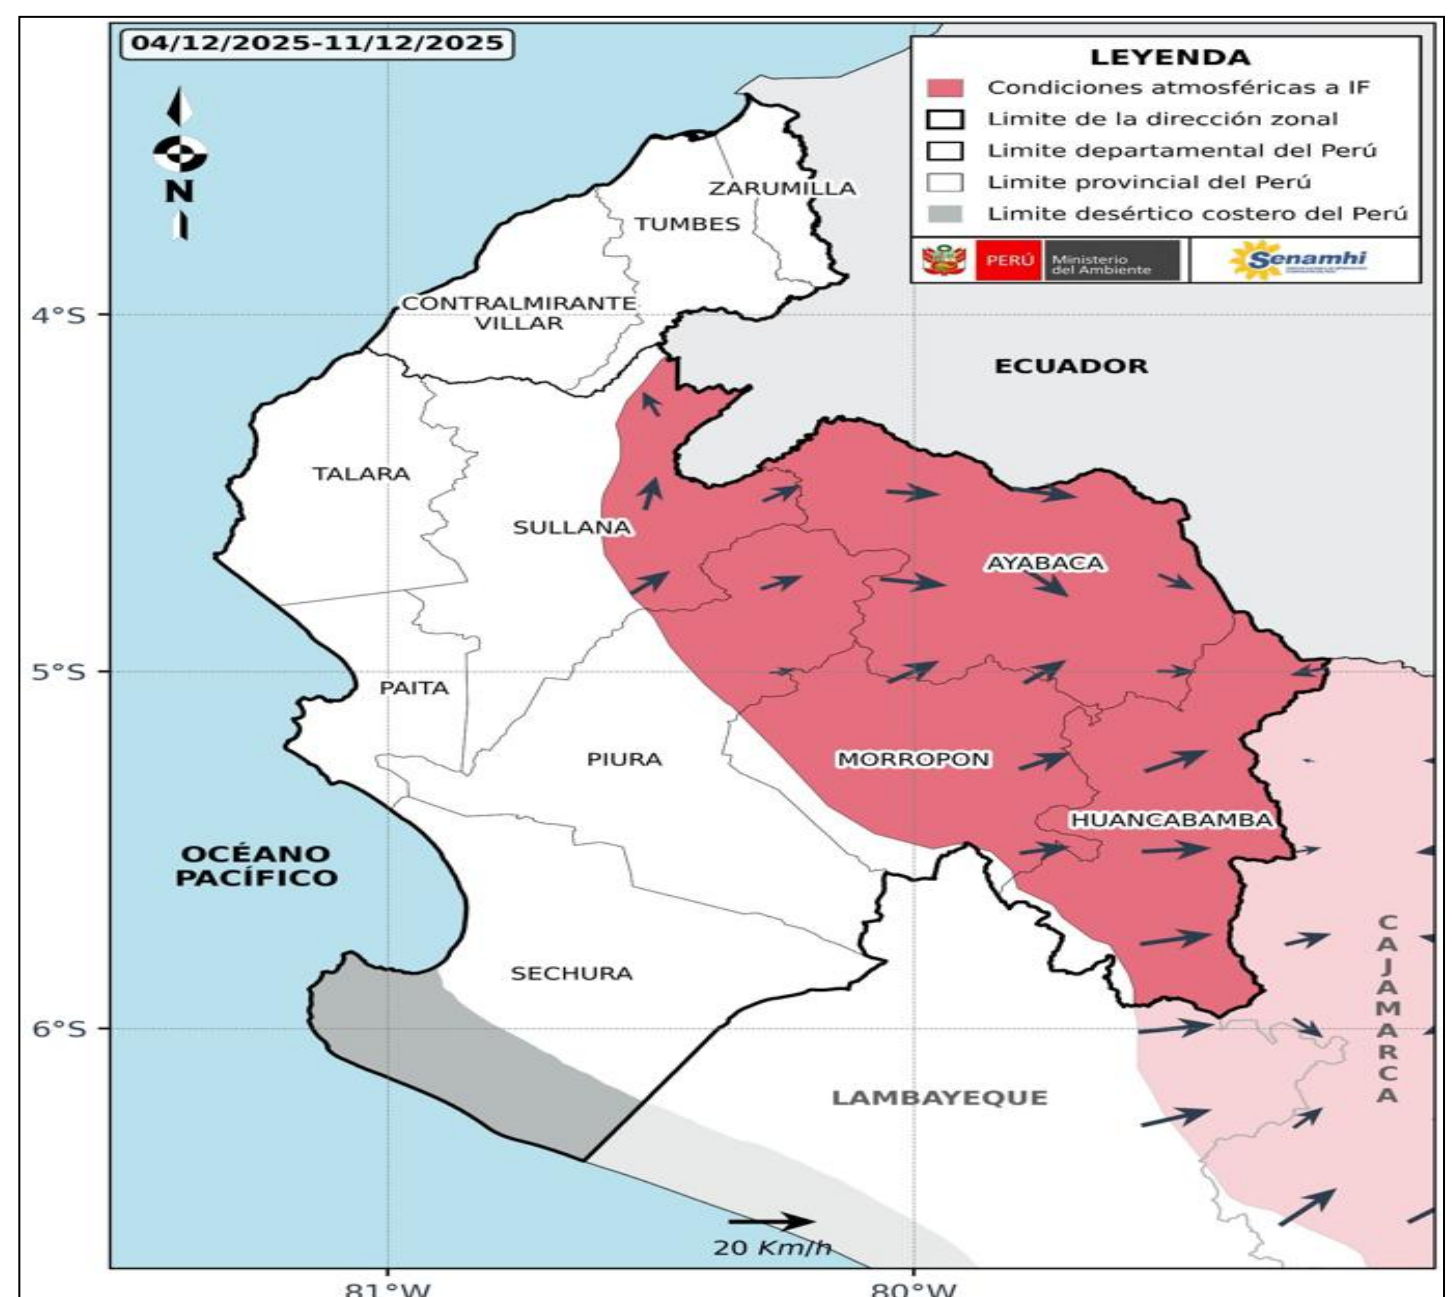 04/12/2025-11/12/2025
LEYENDA
Condiciones atmosféricas a IF
Limite de la dirección zonal
Limite departamental del Perú
Limite provincial del Perú
Limite desértico costero del Perú
PERÚ
Ministerio
del Ambiente
Senamhi
N
ZARUMILLA
TUMBES
CONTRALMIRANTE
VILLAR
4°S
ECUADOR
TALARA
SULLANA
AYABACA
5°S
PAITA
PIURA
MORROPON
HUANCABAMBA
OCÉANO
PACÍFICO
CAJAMARCA
SECHURA
6°S
LAMBAYEQUE
20 Km/h
81°W
80°W